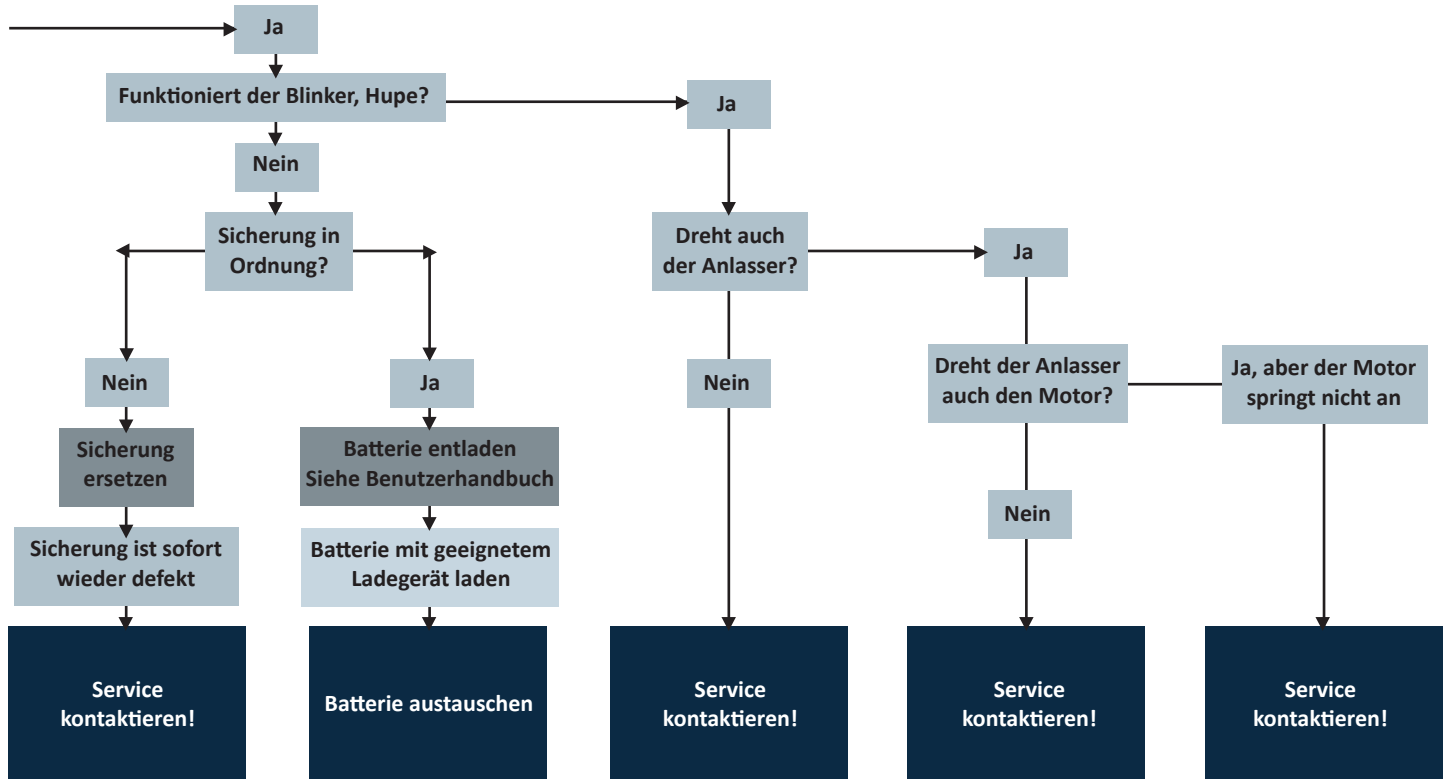 Ja
Funktioniert der Blinker, Hupe?
Ja
Nein
Sicherung in
Ordnung?
Dreht auch
der Anlasser?
Ja
Nein
Ja
Nein
Dreht der Anlasser
auch den Motor?
Ja, aber der Motor
springt nicht an
Sicherung
ersetzen
Batterie entladen
Siehe Benutzerhandbuch
Nein
Sicherung ist sofort
wieder defekt
Batterie mit geeignetem
Ladegerät laden
Service
kontaktieren!
Batterie austauschen
Service
kontaktieren!
Service
kontaktieren!
Service
kontaktieren!